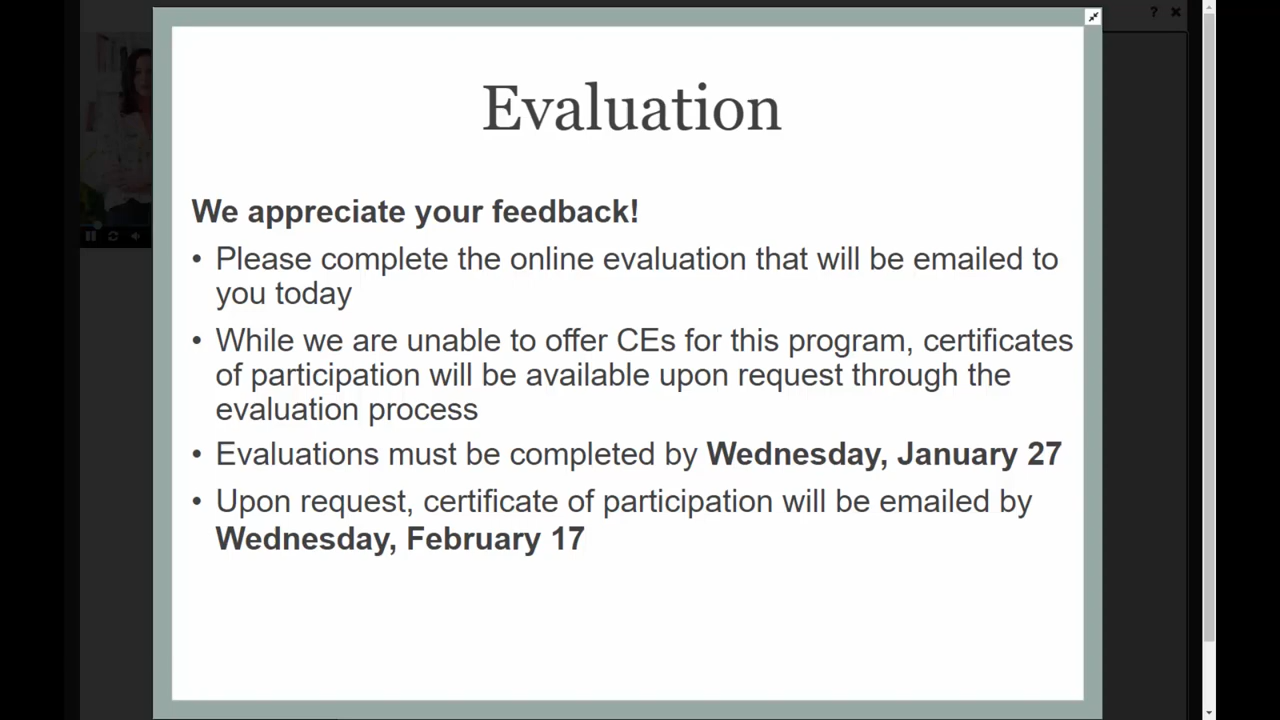 Evaluation
We appreciate your feedback!
• Please complete the online evaluation that will be emailed to
you today
• While we are unable to offer CEs for this program, certificates
of participation will be available upon request through the
evaluation process
• Evaluations must be completed by Wednesday, January 27
• Upon request, certificate of participation will be emailed by
Wednesday, February 17